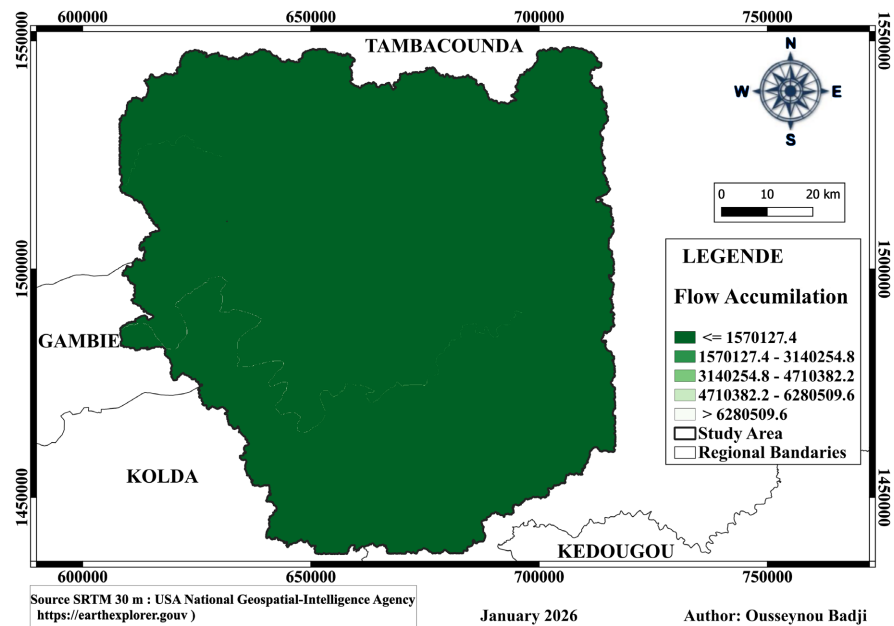 600000 650000 700000 750000
1550000 1550000
TAMBACOUNDA
N
W E
S
0 10 20 km
LEGENDE
1500000 1500000
Flow Accumilation
GAMBIE
<= 1570127.4
1570127.4 - 3140254.8
3140254.8 - 4710382.2
4710382.2 - 6280509.6
> 6280509.6
Study Area
Regional Bandaries
KOLDA
1450000 1450000
KEDOUGOU
600000 650000 700000 750000
Source SRTM 30 m : USA National Geospatial-Intelligence Agency
https://earthexplorer.gouv )
January 2026 Author: Ousseynou Badji